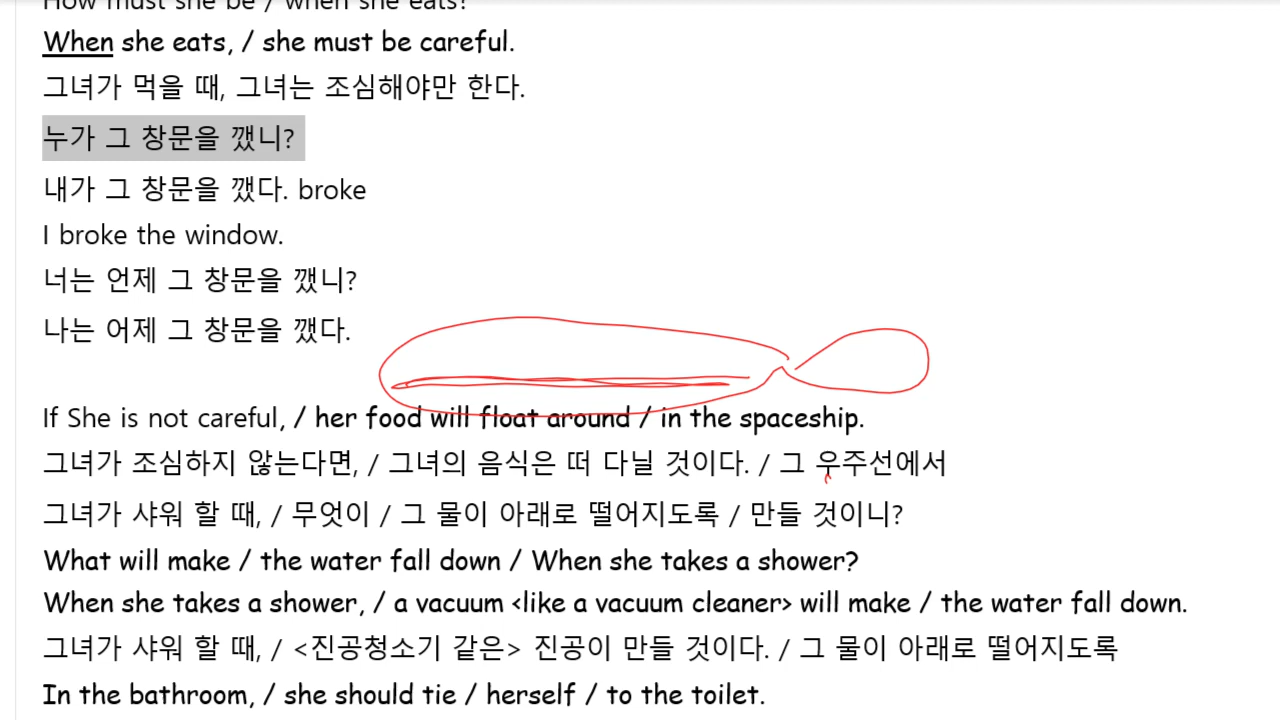 How must she be / when she eats?
When she eats, / she must be careful.
그녀가 먹을 때, 그녀는 조심해야만 한다.
누가 그 창문을 깼니?
내가 그 창문을 깼다. broke
I broke the window.
너는 언제 그 창문을 깼니?
나는 어제 그 창문을 깼다.
If She is not careful, / her food will float around / in the spaceship.
그녀가 조심하지 않는다면, / 그녀의 음식은 떠 다닐 것이다. / 그 우주선에서
그녀가 샤워 할 때, / 무엇이 / 그 물이 아래로 떨어지도록 / 만들 것이니?
What will make / the water fall down / When she takes a shower?
When she takes a shower, / a vacuum <like a vacuum cleaner> will make / the water fall down.
그녀가 샤워 할 때, / <진공청소기 같은> 진공이 만들 것이다. / 그 물이 아래로 떨어지도록
In the bathroom, / she should tie / herself / to the toilet.